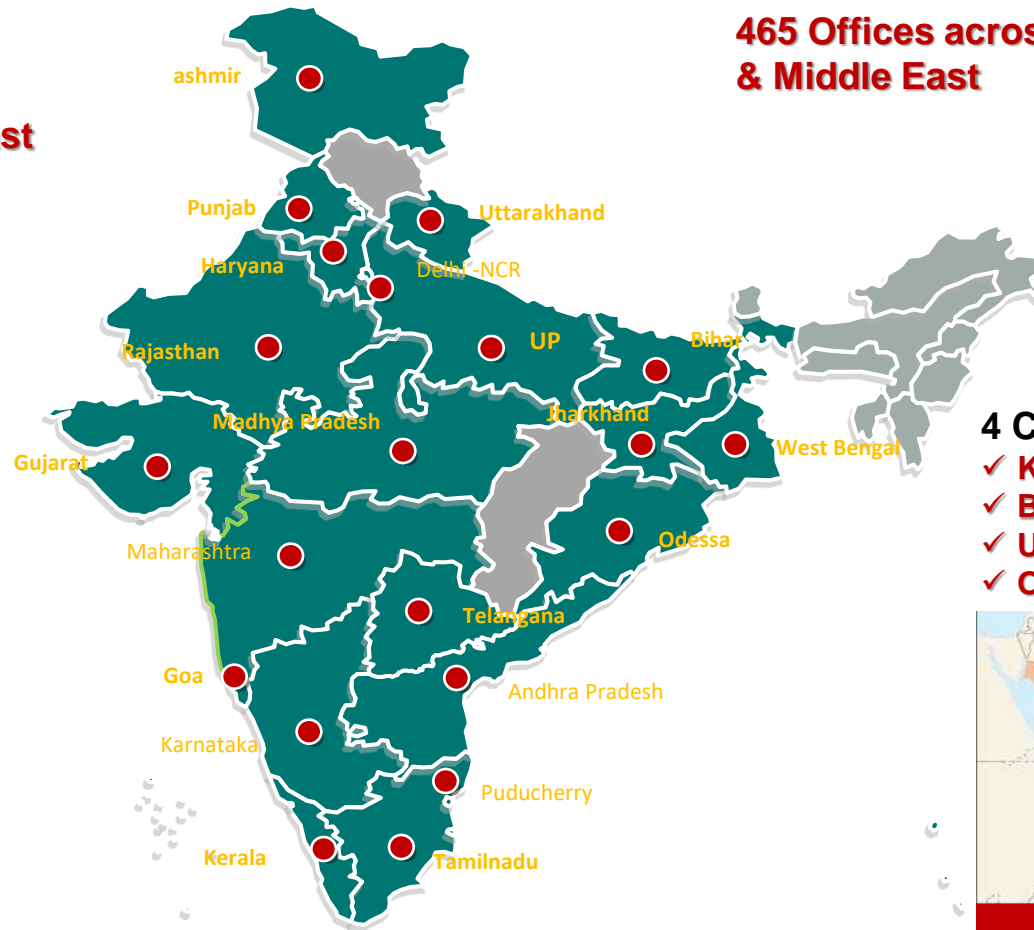 465 Offices acros
& Middle East
st
ashmir
Punjab
Uttarakhand
Haryana
Delhi -NCR
Rajasthan
UP
Bihar
Madhya Pradesh
Jharkhand
Gujarat
West Bengal
4 C
✓ K
✓ B
✓ U
✓ C
Maharashtra
Odessa
Telangana
Goa
Andhra Pradesh
Karnataka
Puducherry
Kerala
Tamilnadu